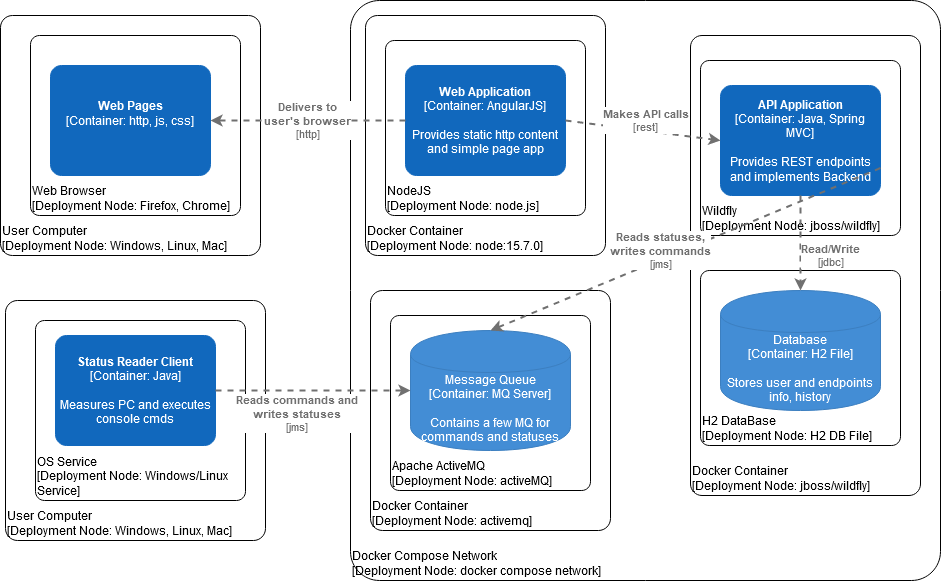 Web Pages
[Container: http, js, css]
Web Browser
[Deployment Node: Firefox, Chrome]
User Computer
[Deployment Node: Windows, Linux, Mac]
Delivers to
user's browser
[http]
Web Application
[Container: AngularJS]
Provides static http content
and simple page app
NodeJS
[Deployment Node: node.js]
Docker Container
[Deployment Node: node:15.7.0]
Makes API calls
[rest]
API Application
[Container: Java, Spring
MVC]
Provides REST endpoints
and implements Backend
Wildfly
[Deployment Node: jboss/wildfly]
Reads statuses,
writes commands
[jms]
Read/Write
[jdbc]
Database
[Container: H2 File]
Stores user and endpoints
info, history
H2 DataBase
[Deployment Node: H2 DB File]
Docker Container
[Deployment Node: jboss/wildfly]
Status Reader Client
[Container: Java]
Measures PC and executes
console cmds
OS Service
[Deployment Node: Windows/Linux
Service]
User Computer
[Deployment Node: Windows, Linux, Mac]
Reads commands and
writes statuses
[jms]
Message Queue
[Container: MQ Server]
Contains a few MQ for
commands and statuses
Apache ActiveMQ
[Deployment Node: activeMQ]
Docker Container
[Deployment Node: activemq]
Docker Compose Network
[Deployment Node: docker compose network]